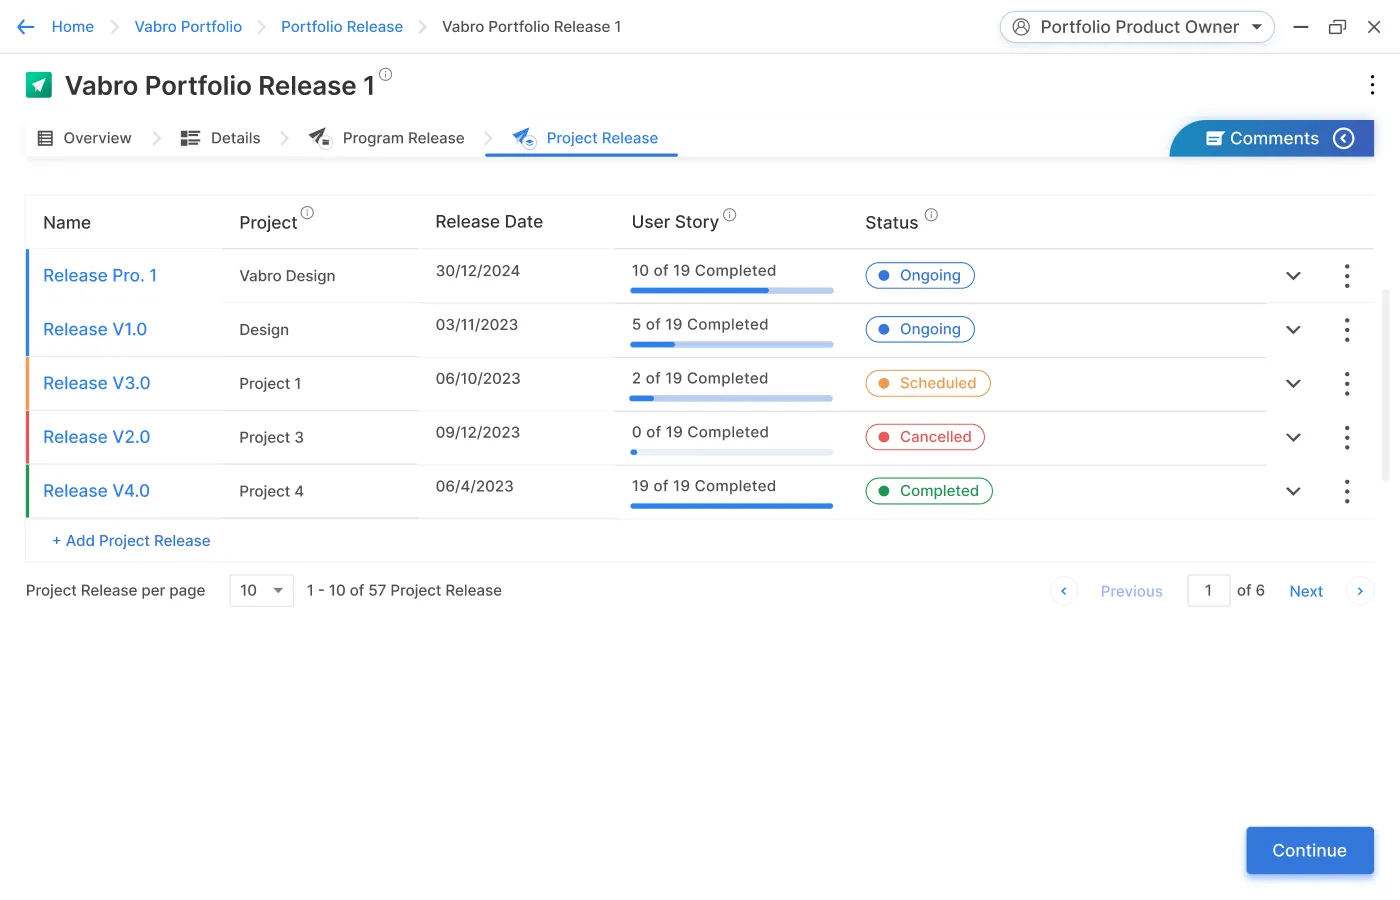 Home Vabro Portfolio Portfolio Release Vabro Portfolio Release 1 Portfolio Product Owner
Vabro Portfolio Release 1
Overview Details Program Release Project Release Comments
Name Project Release Date User Story Status
Release Pro. 1 Vabro Design 30/12/2024 10 of 19 Completed Ongoing
Release V1.0 Design 03/11/2023 5 of 19 Completed Ongoing
Release V3.0 Project 1 06/10/2023 2 of 19 Completed Scheduled
Release V2.0 Project 3 09/12/2023 0 of 19 Completed Cancelled
Release V4.0 Project 4 06/4/2023 19 of 19 Completed Completed
+ Add Project Release
Project Release per page 10 1 - 10 of 57 Project Release Previous 1 of 6 Next
Continue